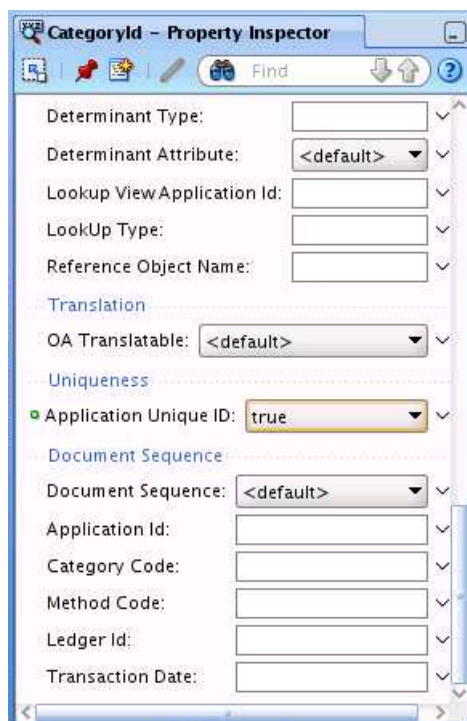 CategoryId - Property Inspector
Find
Determinant Type:
Determinant Attribute: <default>
Lookup View Application Id:
LookUp Type:
Reference Object Name:
Translation
OA Translatable: <default>
Uniqueness
Application Unique ID: true
Document Sequence
Document Sequence: <default>
Application Id:
Category Code:
Method Code:
Ledger Id:
Transaction Date: